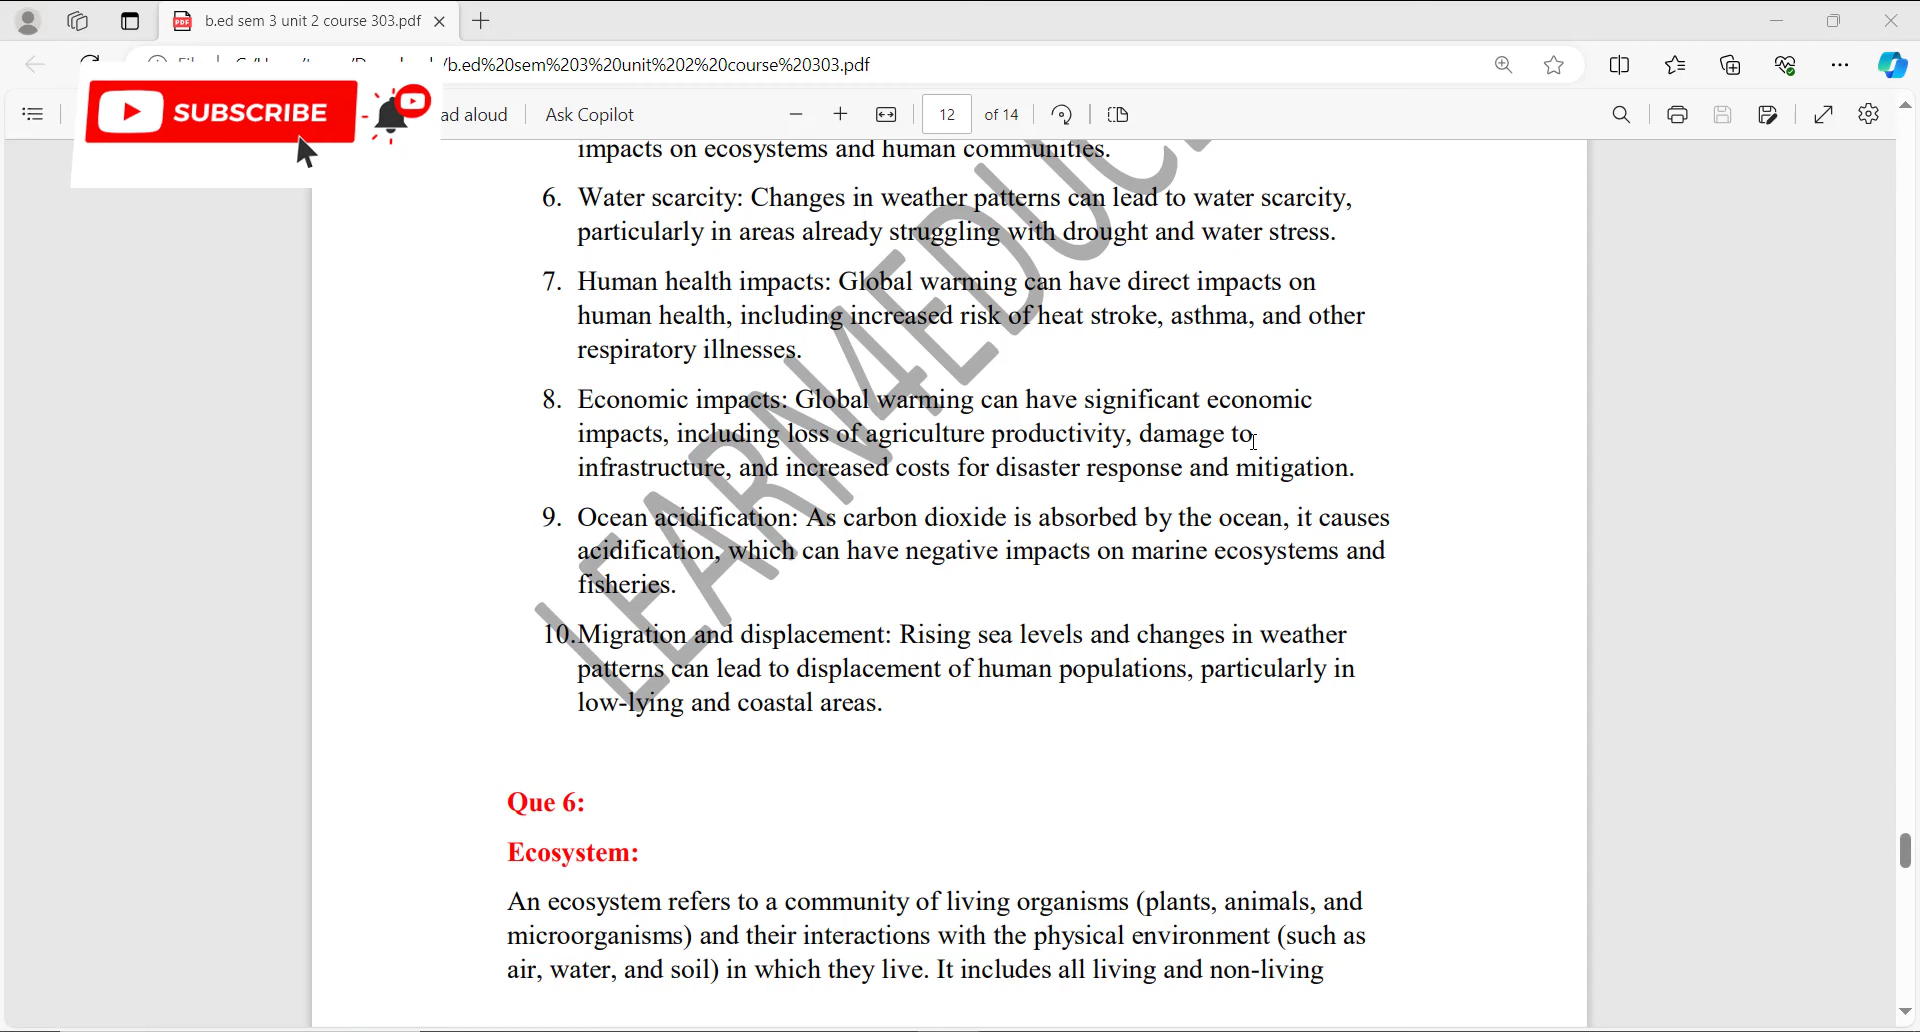 b.ed sem 3 unit 2 course 303.pdf
/b.ed%20sem%203%20unit%202%20course%20303.pdf
SUBSCRIBE
ad aloud
Ask Copilot
12 of 14
impacts on ecosystems and human communities.
6. Water scarcity: Changes in weather patterns can lead to water scarcity,
particularly in areas already struggling with drought and water stress.
7. Human health impacts: Global warming can have direct impacts on
human health, including increased risk of heat stroke, asthma, and other
respiratory illnesses.
8. Economic impacts: Global warming can have significant economic
impacts, including loss of agriculture productivity, damage to
infrastructure, and increased costs for disaster response and mitigation.
9. Ocean acidification: As carbon dioxide is absorbed by the ocean, it causes
acidification, which can have negative impacts on marine ecosystems and
fisheries.
10.Migration and displacement: Rising sea levels and changes in weather
patterns can lead to displacement of human populations, particularly in
low-lying and coastal areas.
LEARN4EDUC
Que 6:
Ecosystem:
An ecosystem refers to a community of living organisms (plants, animals, and
microorganisms) and their interactions with the physical environment (such as
air, water, and soil) in which they live. It includes all living and non-living